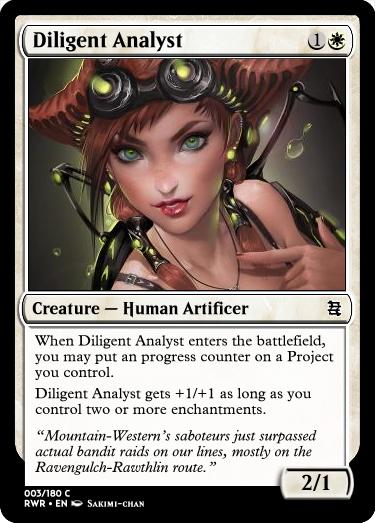 Diligent Analyst 1
Creature — Human Artificer
When Diligent Analyst enters the battlefield,
you may put an progress counter on a Project
you control.
Diligent Analyst gets +1/+1 as long as you
control two or more enchantments.
“Mountain-Western’s saboteurs just surpassed
actual bandit raids on our lines, mostly on the
Ravengulch-Rawthlin route.”
2/1
003/180 C
RWR • EN Sakimi-chan